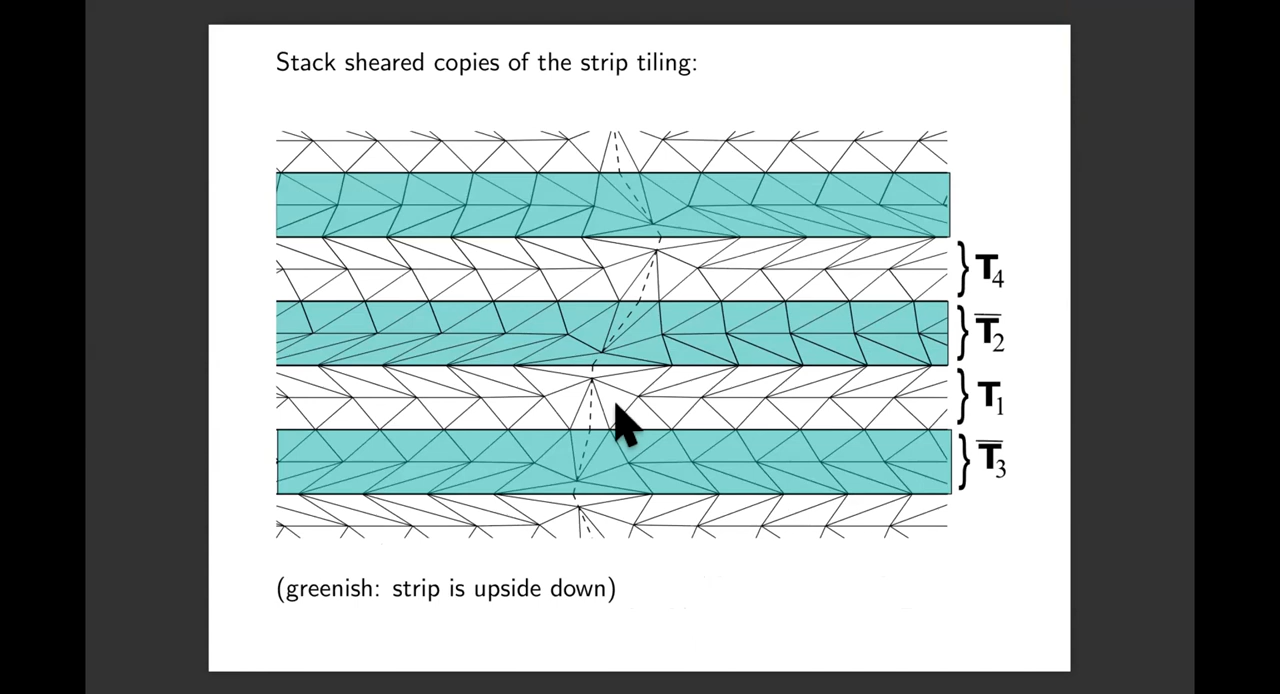 Stack sheared copies of the strip tiling:
} T₄
} T̅₂
} T₁
} T̅₃
(greenish: strip is upside down)